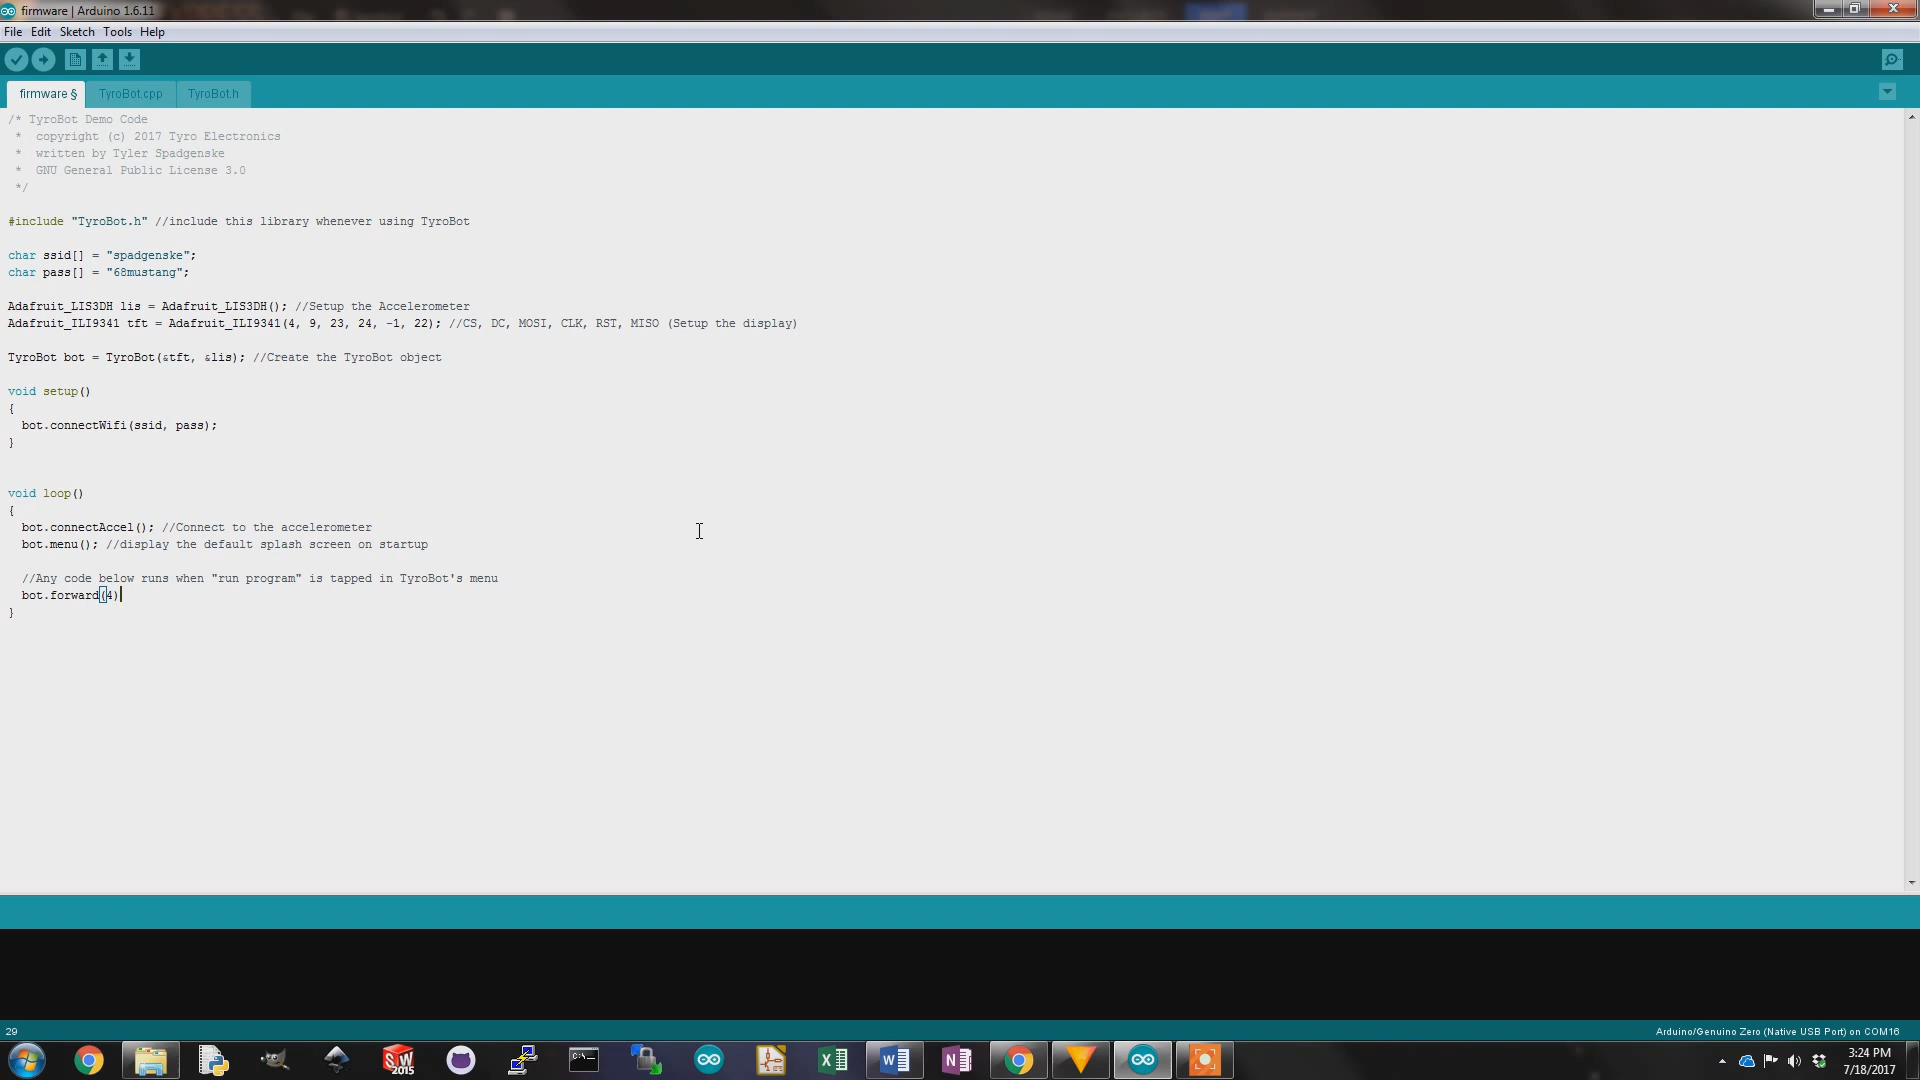 firmware | Arduino 1.6.11
File Edit Sketch Tools Help
firmware § TyroBot.cpp TyroBot.h
/* TyroBot Demo Code
 *  copyright (c) 2017 Tyro Electronics
 *  written by Tyler Spadgenske
 *  GNU General Public License 3.0
 */
#include "TyroBot.h" //include this library whenever using TyroBot
char ssid[] = "spadgenske";
char pass[] = "68mustang";
Adafruit_LIS3DH lis = Adafruit_LIS3DH(); //Setup the Accelerometer
Adafruit_ILI9341 tft = Adafruit_ILI9341(4, 9, 23, 24, -1, 22); //CS, DC, MOSI, CLK, RST, MISO (Setup the display)
TyroBot bot = TyroBot(&tft, &lis); //Create the TyroBot object
void setup()
{
  bot.connectWifi(ssid, pass);
}
void loop()
{
  bot.connectAccel(); //Connect to the accelerometer
  bot.menu(); //display the default splash screen on startup
  //Any code below runs when "run program" is tapped in TyroBot's menu
  bot.forward(4)
}
29
Arduino/Genuino Zero (Native USB Port) on COM16
SW 2015
C:\
3:24 PM
7/18/2017